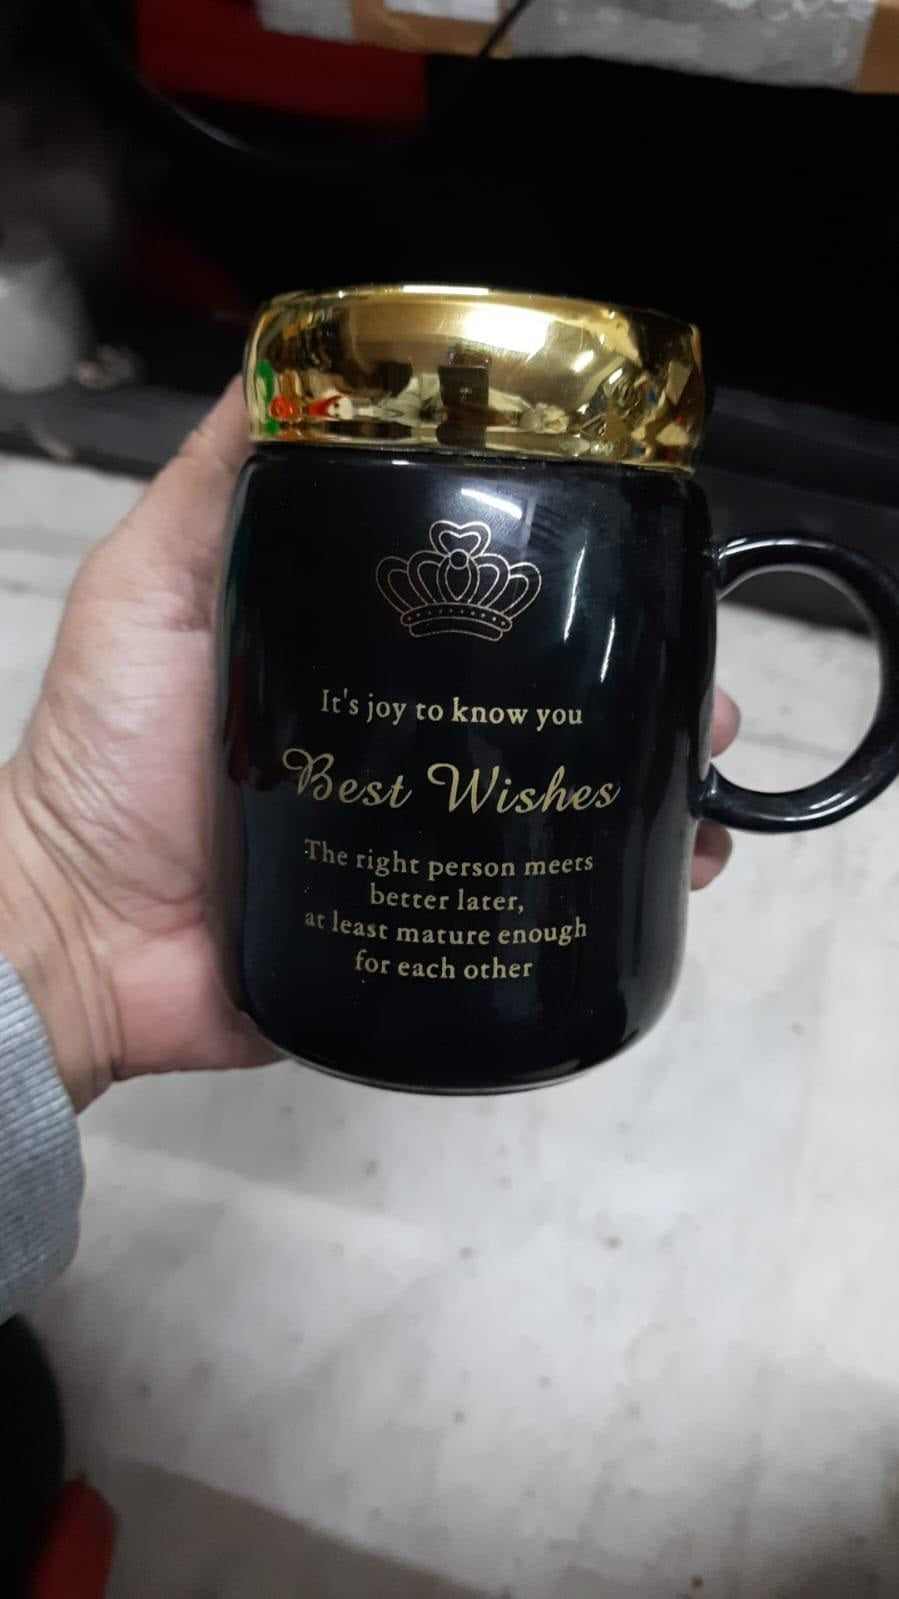 It's joy to know you
Best Wishes
The right person meets
better later,
at least mature enough
for each other